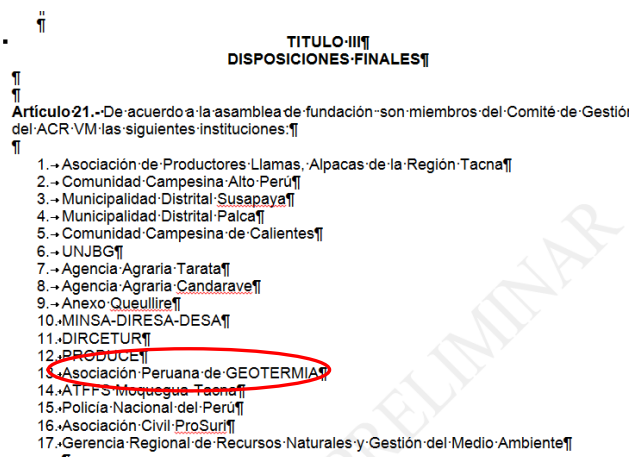 TITULO III
DISPOSICIONES FINALES
Artículo 21.- De acuerdo a la asamblea de fundación son miembros del Comité de Gestión
del ACR VM las siguientes instituciones:
1. Asociación de Productores Llamas, Alpacas de la Región Tacna
2. Comunidad Campesina Alto Perú
3. Municipalidad Distrital Susapaya
4. Municipalidad Distrital Palca
5. Comunidad Campesina de Calientes
6. UNJBG
7. Agencia Agraria Tarata
8. Agencia Agraria Candarave
9. Anexo Queullire
10. MINSA-DIRESA-DESA
11. DIRCETUR
12. PRODUCE
13. Asociación Peruana de GEOTERMIA
14. ATFFS Moquegua Tacna
15. Policía Nacional del Perú
16. Asociación Civil ProSuri
17. Gerencia Regional de Recursos Naturales y Gestión del Medio Ambiente
PRELIMINAR